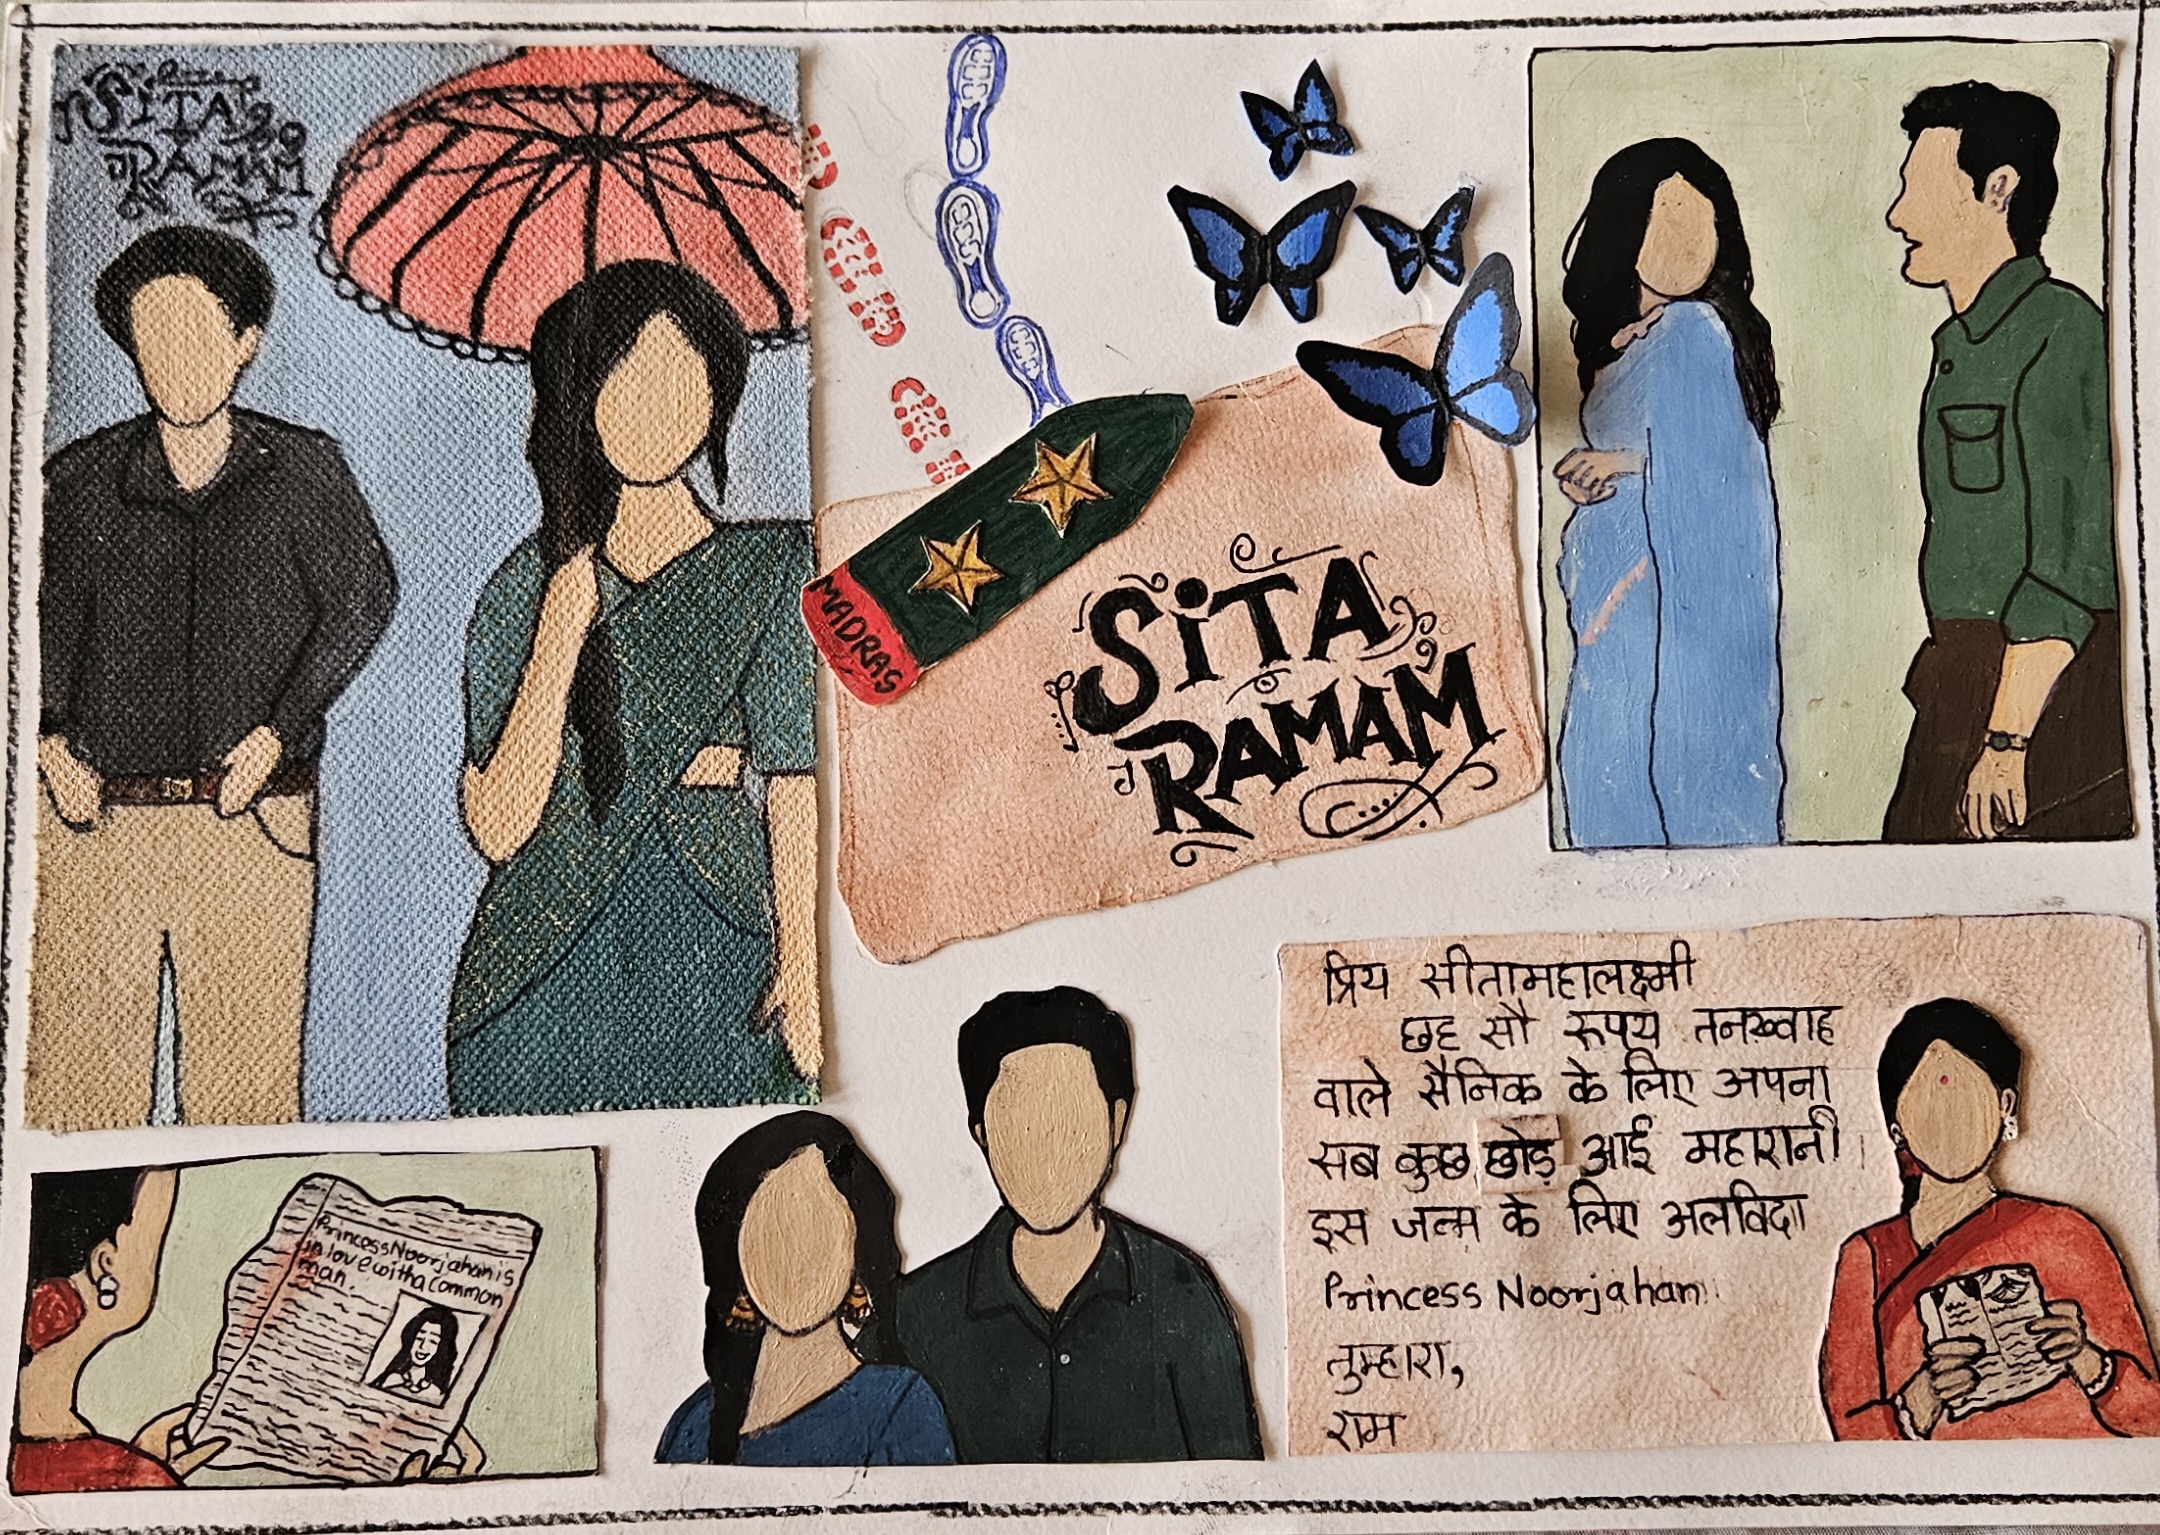 SiTA
RAMAM
MADRAS
SiTA
RAMAM
Princess Noorjahan is
in love with a common
man.
प्रिय सीतामहालक्ष्मी
छह सौ रूपय तनख़्वाह
वाले सैनिक के लिए अपना
सब कुछ छोड़ आई महारानी
इस जन्म के लिए अलविदा
Princess Noorjahan
तुम्हारा,
राम